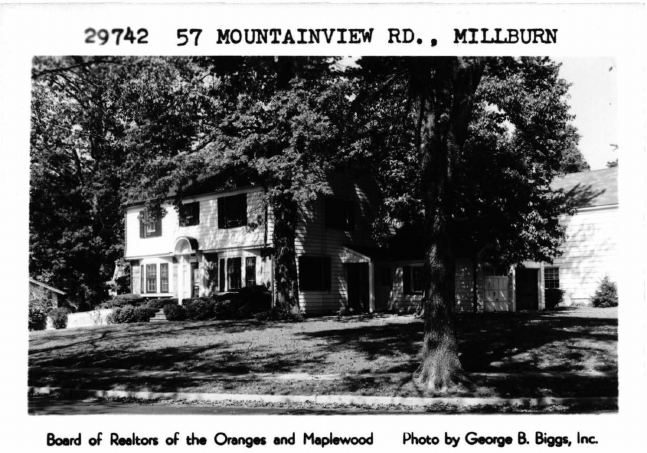 29742 57 MOUNTAINVIEW RD., MILLBURN
Board of Realtors of the Oranges and Maplewood Photo by George B. Biggs, Inc.